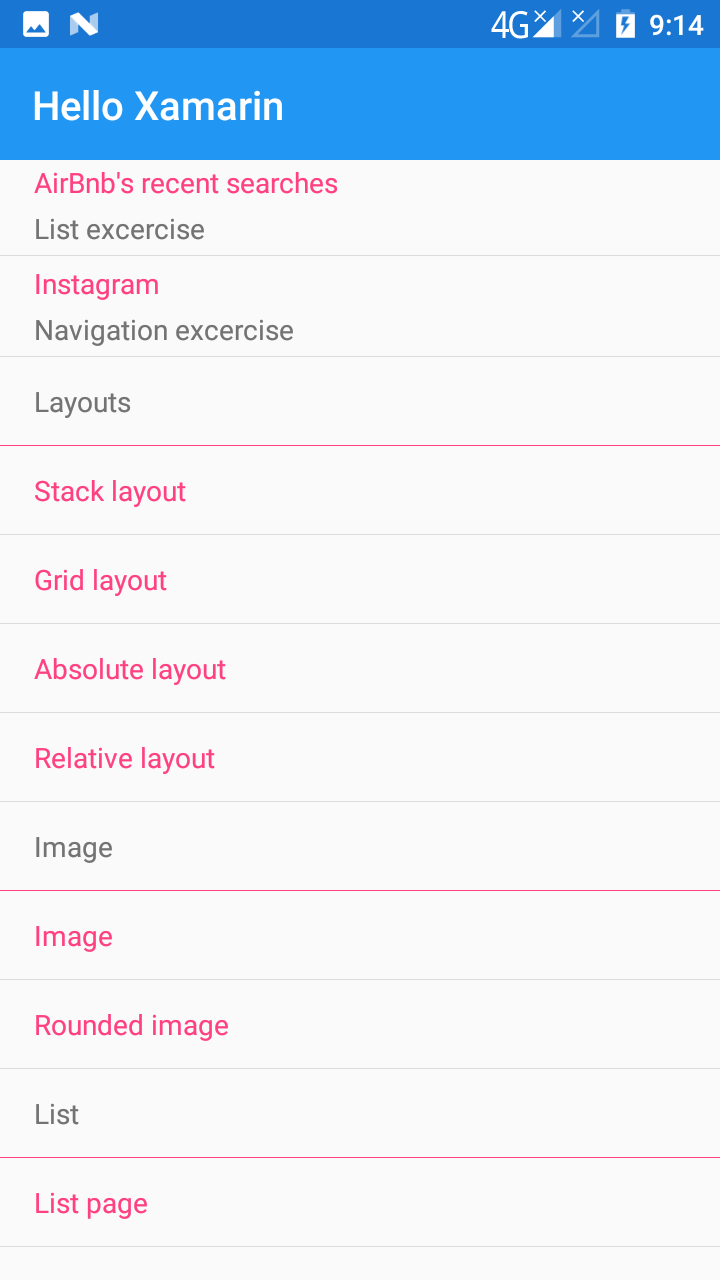 4G 9:14
Hello Xamarin
AirBnb's recent searches
List excercise
Instagram
Navigation excercise
Layouts
Stack layout
Grid layout
Absolute layout
Relative layout
Image
Image
Rounded image
List
List page